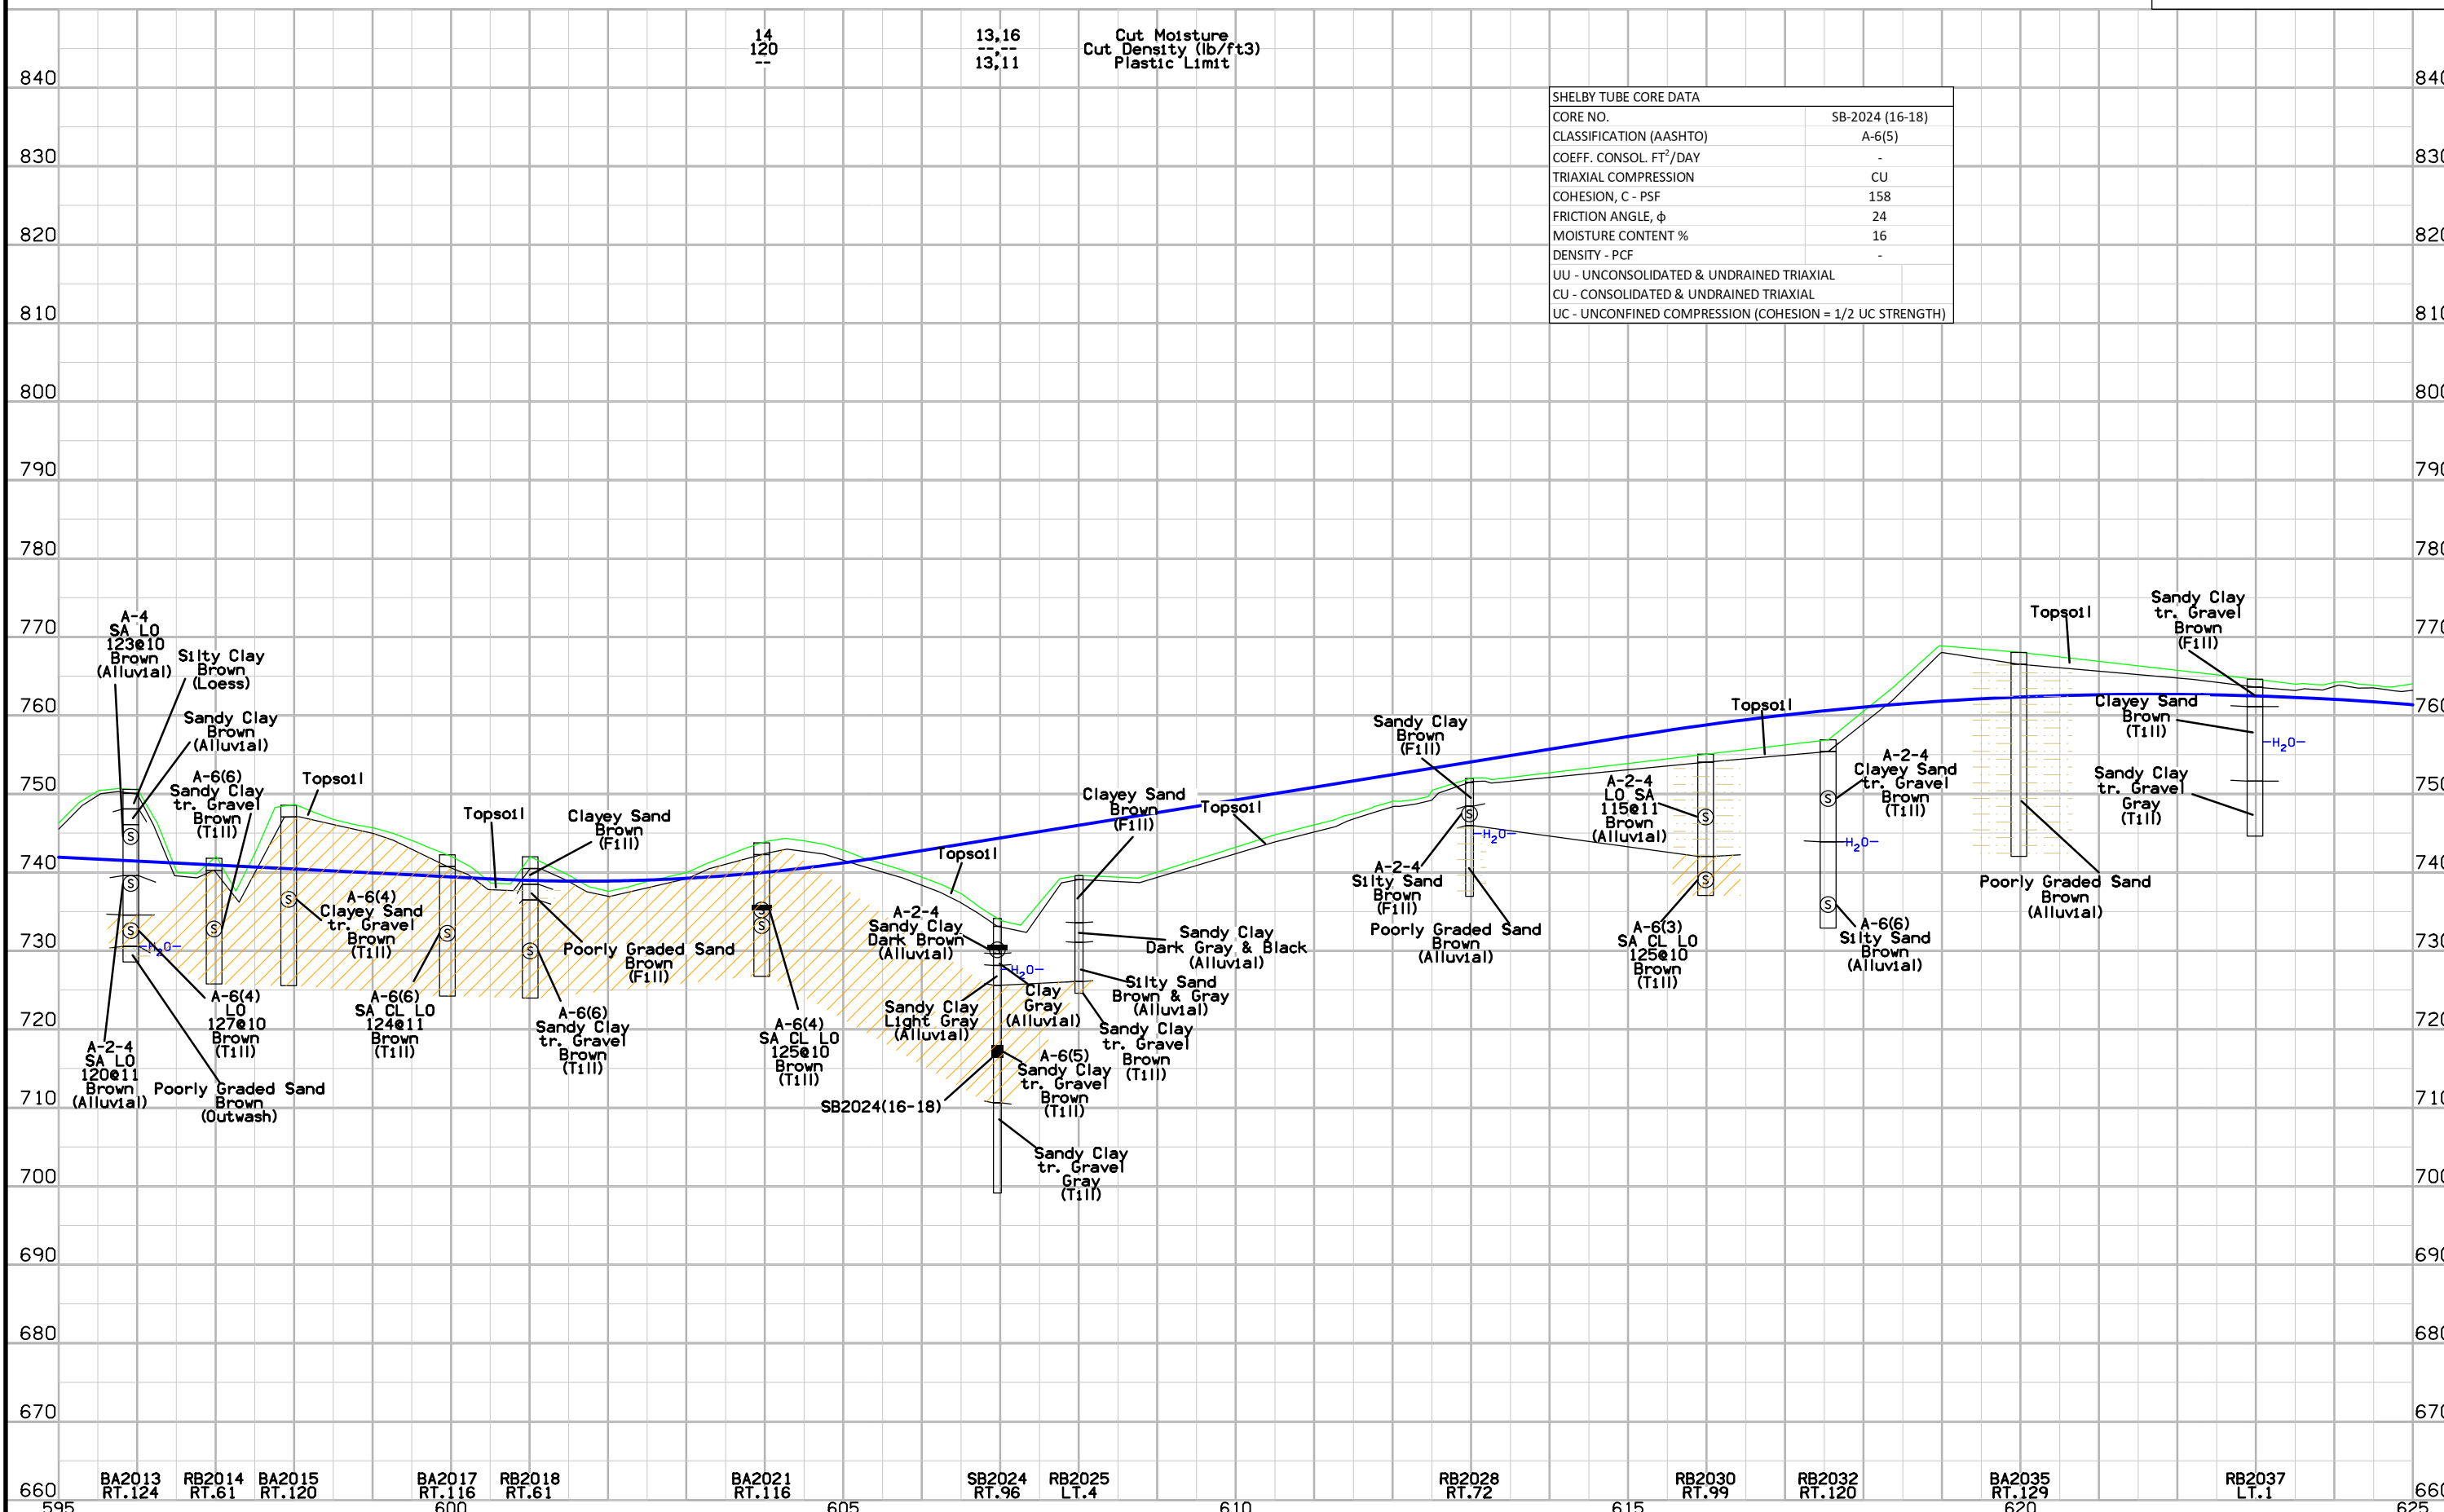 14
120
--
13,16
--,--
13,11
Cut Moisture
Cut Density (lb/ft3)
Plastic Limit
840
830
820
810
800
790
780
770
760
750
740
730
720
710
700
690
680
670
660
SHELBY TUBE CORE DATA
CORE NO. SB-2024 (16-18)
CLASSIFICATION (AASHTO) A-6(5)
COEFF. CONSOL. FT²/DAY -
TRIAXIAL COMPRESSION CU
COHESION, C - PSF 158
FRICTION ANGLE, ϕ 24
MOISTURE CONTENT % 16
DENSITY - PCF -
UU - UNCONSOLIDATED & UNDRAINED TRIAXIAL
CU - CONSOLIDATED & UNDRAINED TRIAXIAL
UC - UNCONFINED COMPRESSION (COHESION = 1/2 UC STRENGTH)
A-4
SA LO
123@10
Brown
(Alluvial)
Silty Clay
Brown
(Loess)
Sandy Clay
Brown
(Alluvial)
A-6(6)
Sandy Clay
tr. Gravel
Brown
(Till)
Topsoil
S
S
S
H2O
A-2-4
SA LO
120@11
Brown
(Alluvial)
Poorly Graded Sand
Brown
(Outwash)
A-6(4)
LO
127@10
Brown
(Till)
S
S
A-6(4)
Clayey Sand
tr. Gravel
Brown
(Till)
A-6(6)
SA CL LO
124@11
Brown
(Till)
S
Topsoil
Clayey Sand
Brown
(Fill)
Poorly Graded Sand
Brown
(Fill)
S
A-6(6)
Sandy Clay
tr. Gravel
Brown
(Till)
S
S
A-6(4)
SA CL LO
125@10
Brown
(Till)
Topsoil
A-2-4
Sandy Clay
Dark Brown
(Alluvial)
S
H2O
Sandy Clay
Light Gray
(Alluvial)
Clay
Gray
(Alluvial)
SB2024(16-18)
A-6(5)
Sandy Clay
tr. Gravel
Brown
(Till)
Sandy Clay
tr. Gravel
Gray
(Till)
Clayey Sand
Brown
(Fill)
Sandy Clay
Dark Gray & Black
(Alluvial)
Silty Sand
Brown & Gray
(Alluvial)
Sandy Clay
tr. Gravel
Brown
(Till)
Topsoil
Sandy Clay
Brown
(Fill)
S
H2O
A-2-4
Silty Sand
Brown
(Fill)
Poorly Graded Sand
Brown
(Alluvial)
A-2-4
LO SA
115@11
Brown
(Alluvial)
S
S
A-6(3)
SA CL LO
125@10
Brown
(Till)
Topsoil
A-2-4
Clayey Sand
tr. Gravel
Brown
(Till)
S
H2O
S
A-6(6)
Silty Sand
Brown
(Alluvial)
Topsoil
Poorly Graded Sand
Brown
(Alluvial)
Sandy Clay
tr. Gravel
Brown
(Fill)
Clayey Sand
Brown
(Till)
H2O
Sandy Clay
tr. Gravel
Gray
(Till)
BA2013
RT.124
RB2014
RT.61
BA2015
RT.120
BA2017
RT.116
RB2018
RT.61
BA2021
RT.116
SB2024
RT.96
RB2025
LT.4
RB2028
RT.72
RB2030
RT.99
RB2032
RT.120
BA2035
RT.129
RB2037
LT.1
595
600
605
610
615
620
625